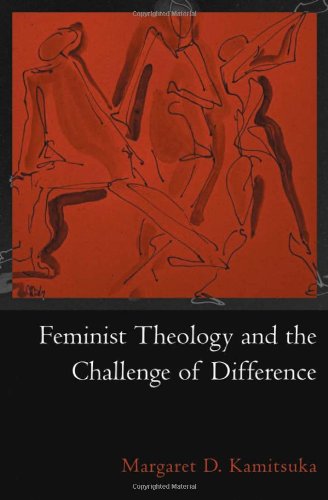 Feminist Theology and the
Challenge of Difference
Margaret D. Kamitsuka